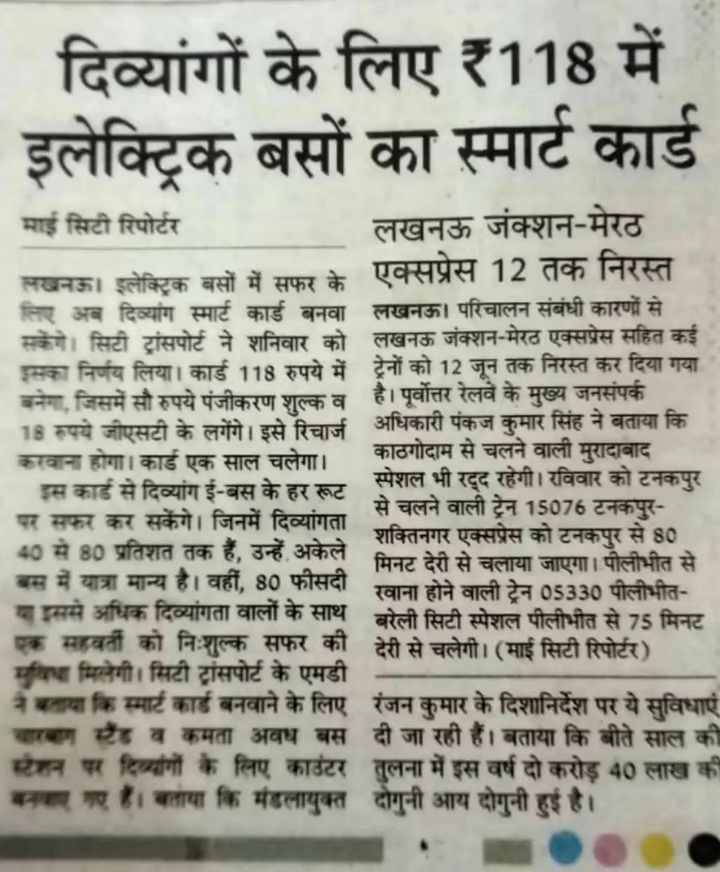 दिव्यांगों के लिए ₹118 में
इलेक्ट्रिक बसों का स्मार्ट कार्ड
माई सिटी रिपोर्टर
लखनऊ। इलेक्ट्रिक बसों में सफर के
लिए अब दिव्यांग स्मार्ट कार्ड बनवा
सकेंगे। सिटी ट्रांसपोर्ट ने शनिवार को
इसका निर्णय लिया। कार्ड 118 रुपये में
बनेगा, जिसमें सौ रुपये पंजीकरण शुल्क व
18 रुपये जीएसटी के लगेंगे। इसे रिचार्ज
करवाना होगा। कार्ड एक साल चलेगा।
इस कार्ड से दिव्यांग ई-बस के हर रूट
पर सफर कर सकेंगे। जिनमें दिव्यांगता
40 से 80 प्रतिशत तक हैं, उन्हें अकेले
बस में यात्रा मान्य है। वहीं, 80 फीसदी
या इससे अधिक दिव्यांगता वालों के साथ
एक सहवर्ती को निःशुल्क सफर की
सुविधा मिलेगी। सिटी ट्रांसपोर्ट के एमडी
ने बताया कि स्मार्ट कार्ड बनवाने के लिए
चारबाग स्टैंड व कमता अवध बस
स्टेशन पर दिव्यांगों के लिए काउंटर
बनवाए गए हैं। बताया कि मंडलायुक्त
लखनऊ जंक्शन-मेरठ
एक्सप्रेस 12 तक निरस्त
लखनऊ। परिचालन संबंधी कारणों से
लखनऊ जंक्शन-मेरठ एक्सप्रेस सहित कई
ट्रेनों को 12 जून तक निरस्त कर दिया गया
है। पूर्वोत्तर रेलवे के मुख्य जनसंपर्क
अधिकारी पंकज कुमार सिंह ने बताया कि
काठगोदाम से चलने वाली मुरादाबाद
स्पेशल भी रद्द रहेगी। रविवार को टनकपुर
से चलने वाली ट्रेन 15076 टनकपुर-
शक्तिनगर एक्सप्रेस को टनकपुर से 80
मिनट देरी से चलाया जाएगा। पीलीभीत से
रवाना होने वाली ट्रेन 05330 पीलीभीत-
बरेली सिटी स्पेशल पीलीभीत से 75 मिनट
देरी से चलेगी। (माई सिटी रिपोर्टर)
रंजन कुमार के दिशानिर्देश पर ये सुविधाएं
दी जा रही हैं। बताया कि बीते साल की
तुलना में इस वर्ष दो करोड़ 40 लाख की
दोगुनी आय दोगुनी हुई है।